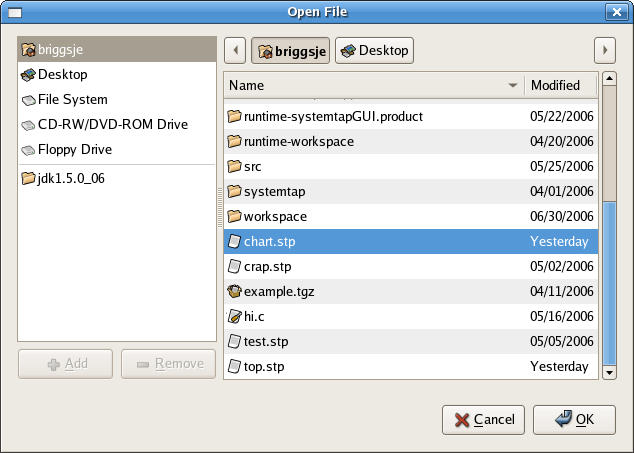 Open File
briggsje
Desktop
File System
CD-RW/DVD-ROM Drive
Floppy Drive
jdk1.5.0_06
Add
Remove
briggsje Desktop
Name Modified
runtime-systemtapGUI.product 05/22/2006
runtime-workspace 04/20/2006
src 05/25/2006
systemtap 04/01/2006
workspace 06/30/2006
chart.stp Yesterday
crap.stp 05/02/2006
example.tgz 04/11/2006
hi.c 05/16/2006
test.stp 05/05/2006
top.stp Yesterday
Cancel OK